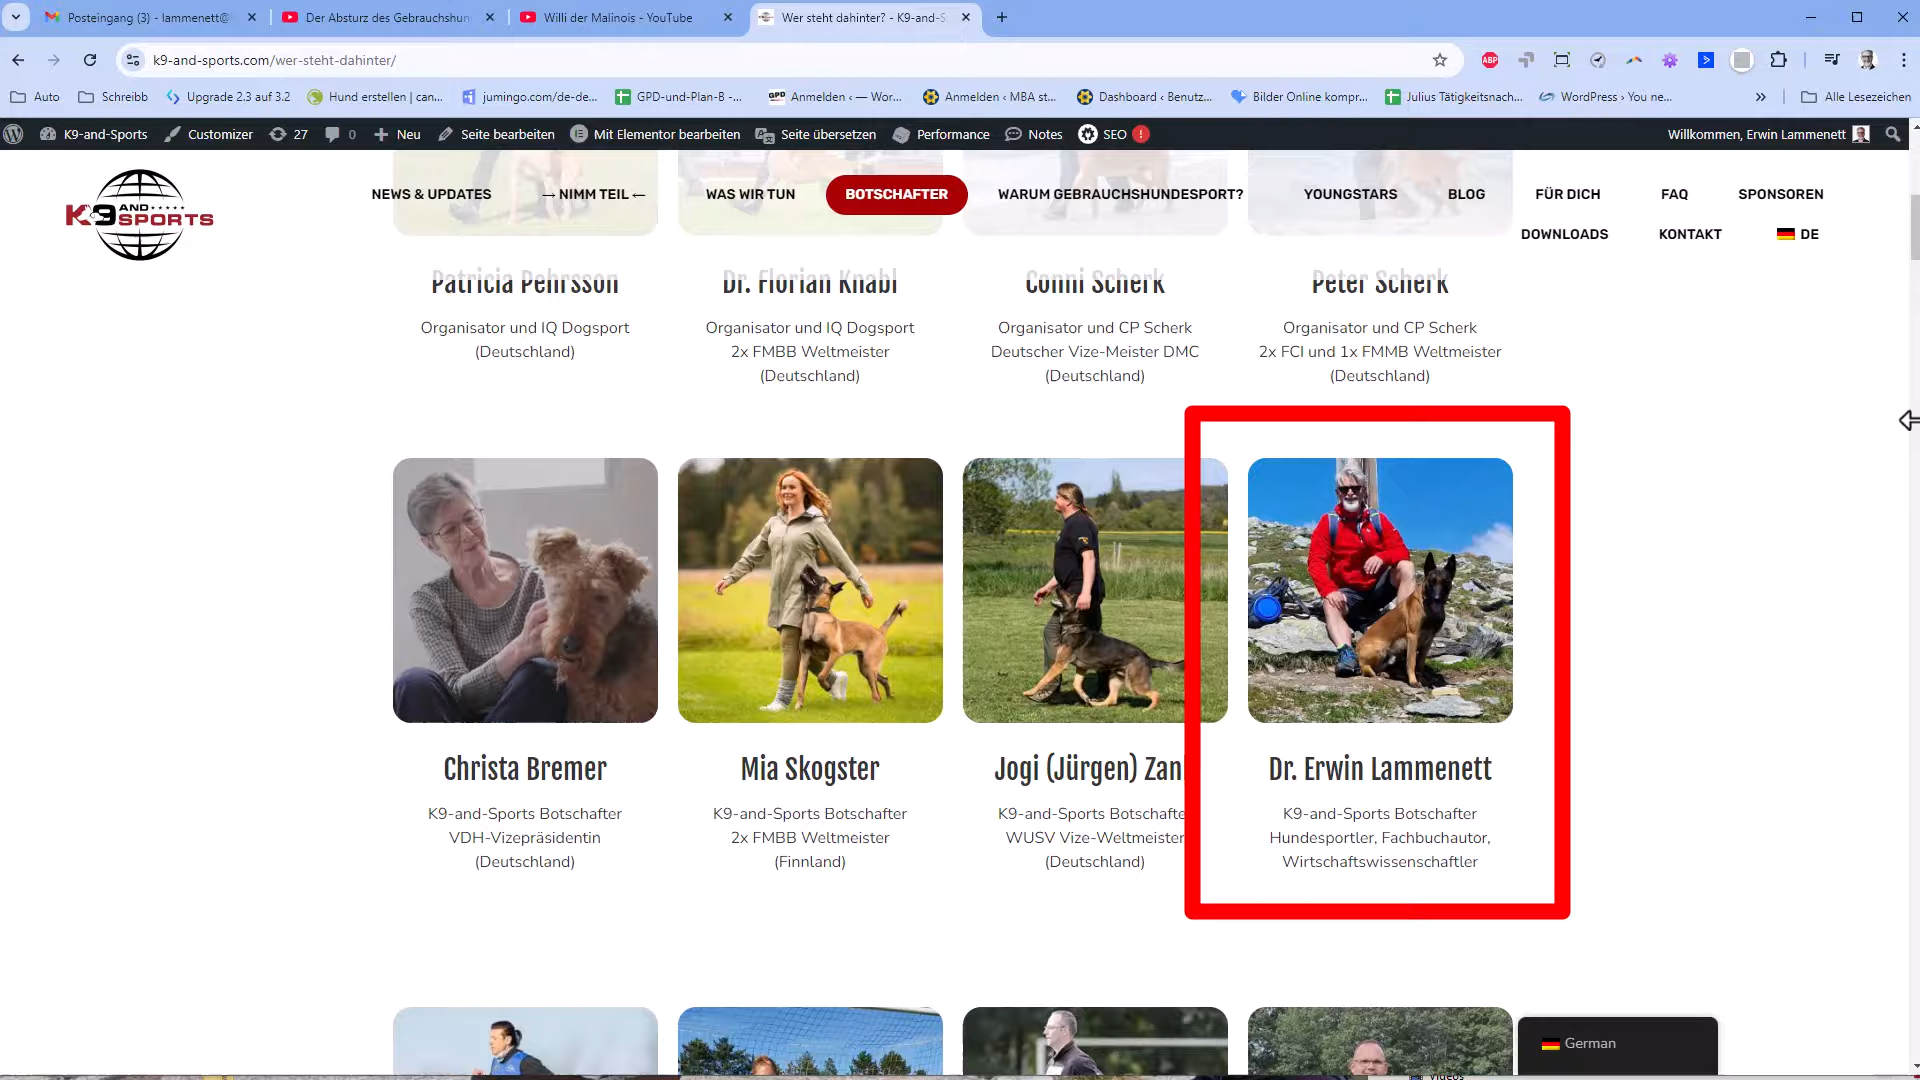 Posteingang (3) - lammenett@
Der Absturz des Gebrauchshun
Willi der Malinois - YouTube
Wer steht dahinter? - K9-and-S
k9-and-sports.com/wer-steht-dahinter/
ABP
Auto
Schreibb
Upgrade 2.3 auf 3.2
Hund erstellen | can...
jumingo.com/de-de...
GPD-und-Plan-B -...
GPD Anmelden ‹ — Wor...
Anmelden ‹ MBA st...
Dashboard ‹ Benutz...
Bilder Online kompr...
Julius Tätigkeitsnach...
WordPress › You ne...
»
Alle Lesezeichen
K9-and-Sports
Customizer
27
0
Neu
Seite bearbeiten
Mit Elementor bearbeiten
Seite übersetzen
Performance
Notes
SEO !
Willkommen, Erwin Lammenett
K9 AND
SPORTS
NEWS & UPDATES
→ NIMM TEIL ←
WAS WIR TUN
BOTSCHAFTER
WARUM GEBRAUCHSHUNDESPORT?
YOUNGSTARS
BLOG
FÜR DICH
FAQ
SPONSOREN
DOWNLOADS
KONTAKT
DE
Patricia Pehrsson
Organisator und IQ Dogsport
(Deutschland)
Dr. Florian Knabl
Organisator und IQ Dogsport
2x FMBB Weltmeister
(Deutschland)
Conni Scherk
Organisator und CP Scherk
Deutscher Vize-Meister DMC
(Deutschland)
Peter Scherk
Organisator und CP Scherk
2x FCI und 1x FMMB Weltmeister
(Deutschland)
Christa Bremer
K9-and-Sports Botschafter
VDH-Vizepräsidentin
(Deutschland)
Mia Skogster
K9-and-Sports Botschafter
2x FMBB Weltmeister
(Finnland)
Jogi (Jürgen) Zan
K9-and-Sports Botschafte
WUSV Vize-Weltmeister
(Deutschland)
Dr. Erwin Lammenett
K9-and-Sports Botschafter
Hundesportler, Fachbuchautor,
Wirtschaftswissenschaftler
German
Videos